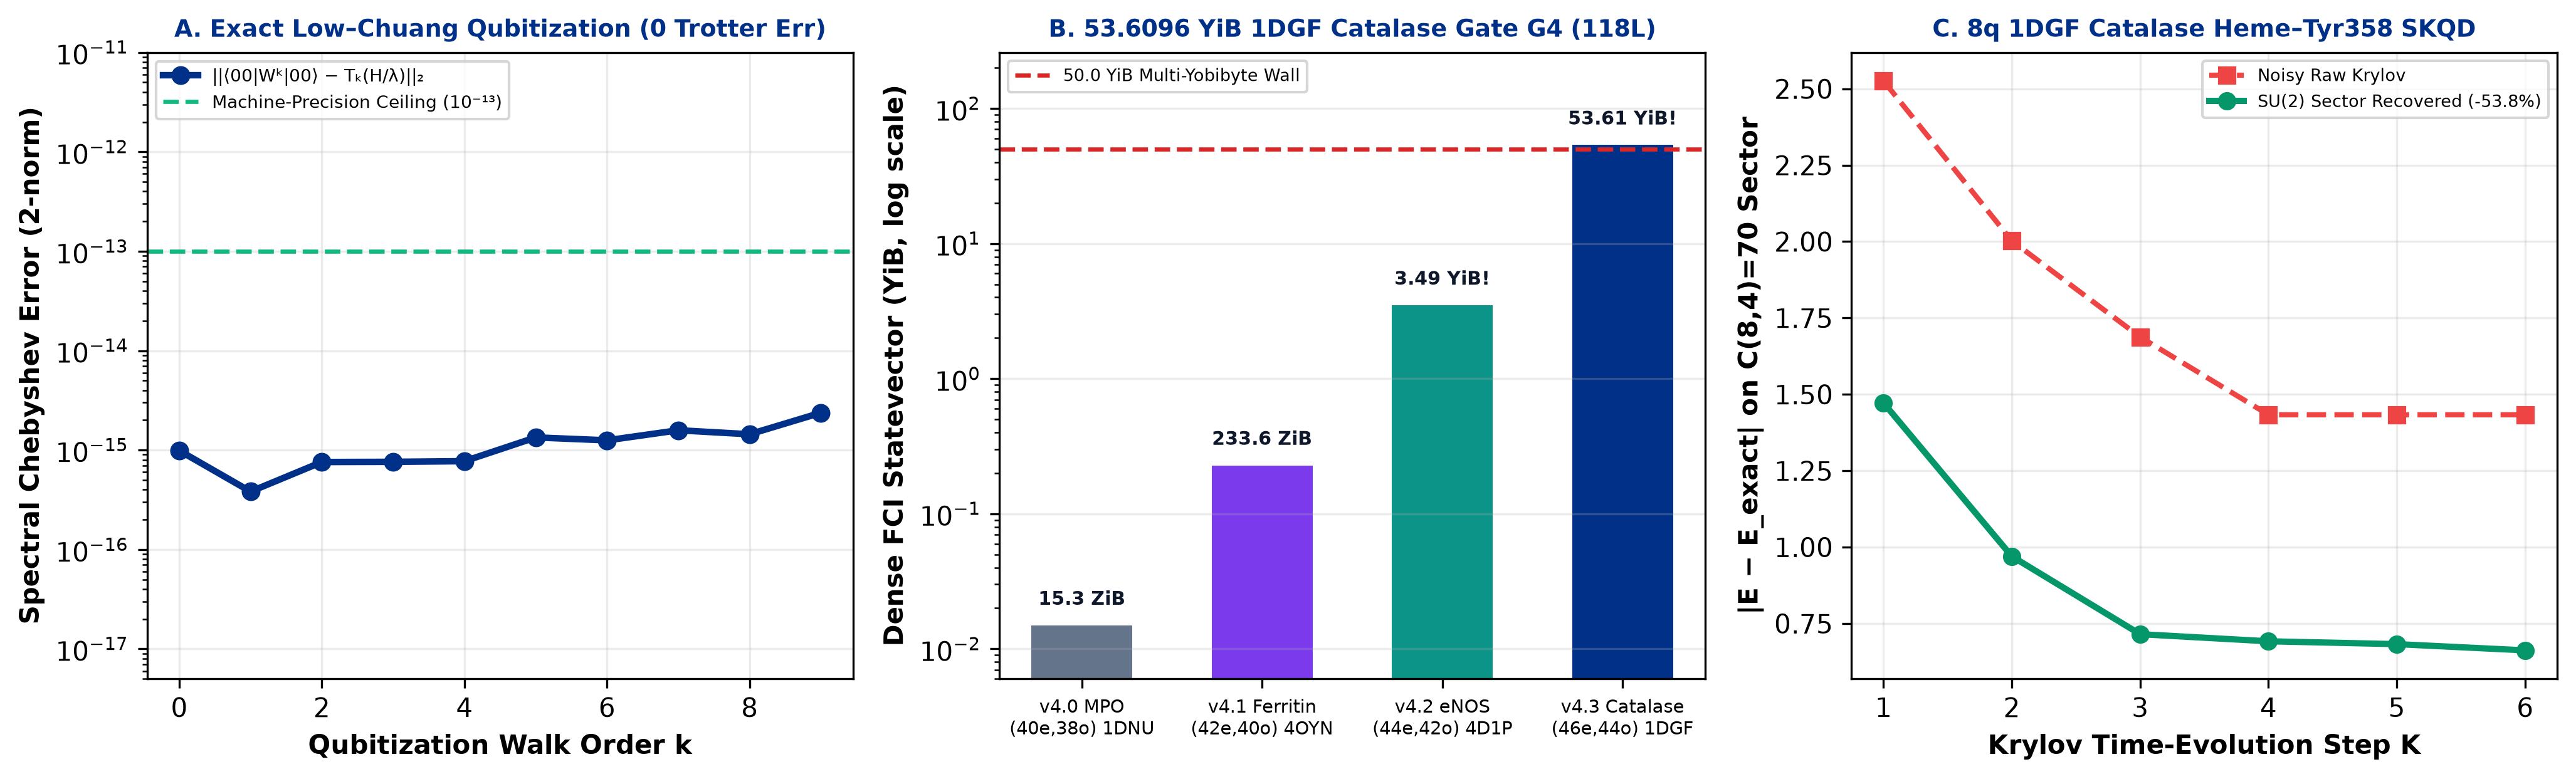 A. Exact Low–Chuang Qubitization (0 Trotter Err)
||⟨00|Wᵏ|00⟩ − Tₖ(H/λ)||₂
Machine-Precision Ceiling (10⁻¹³)
Spectral Chebyshev Error (2-norm)
10⁻¹¹
10⁻¹²
10⁻¹³
10⁻¹⁴
10⁻¹⁵
10⁻¹⁶
10⁻¹⁷
0 2 4 6 8
Qubitization Walk Order k
B. 53.6096 YiB 1DGF Catalase Gate G4 (118L)
50.0 YiB Multi-Yobibyte Wall
Dense FCI Statevector (YiB, log scale)
10²
10¹
10⁰
10⁻¹
10⁻²
15.3 ZiB
233.6 ZiB
3.49 YiB!
53.61 YiB!
v4.0 MPO
(40e,38o) 1DNU
v4.1 Ferritin
(42e,40o) 4OYN
v4.2 eNOS
(44e,42o) 4D1P
v4.3 Catalase
(46e,44o) 1DGF
C. 8q 1DGF Catalase Heme–Tyr358 SKQD
Noisy Raw Krylov
SU(2) Sector Recovered (-53.8%)
|E − E_exact| on C(8,4)=70 Sector
2.50
2.25
2.00
1.75
1.50
1.25
1.00
0.75
1 2 3 4 5 6
Krylov Time-Evolution Step K